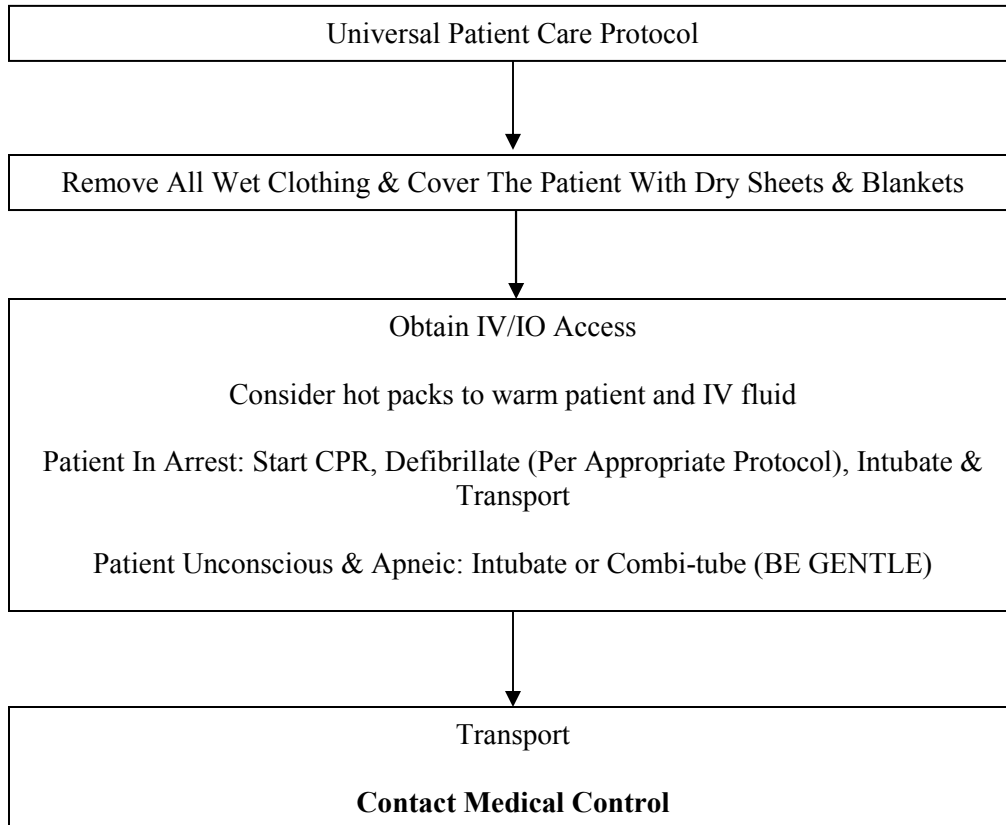 Universal Patient Care Protocol
Remove All Wet Clothing & Cover The Patient With Dry Sheets & Blankets
Obtain IV/IO Access
Consider hot packs to warm patient and IV fluid
Patient In Arrest: Start CPR, Defibrillate (Per Appropriate Protocol), Intubate &
Transport
Patient Unconscious & Apneic: Intubate or Combi-tube (BE GENTLE)
Transport
Contact Medical Control